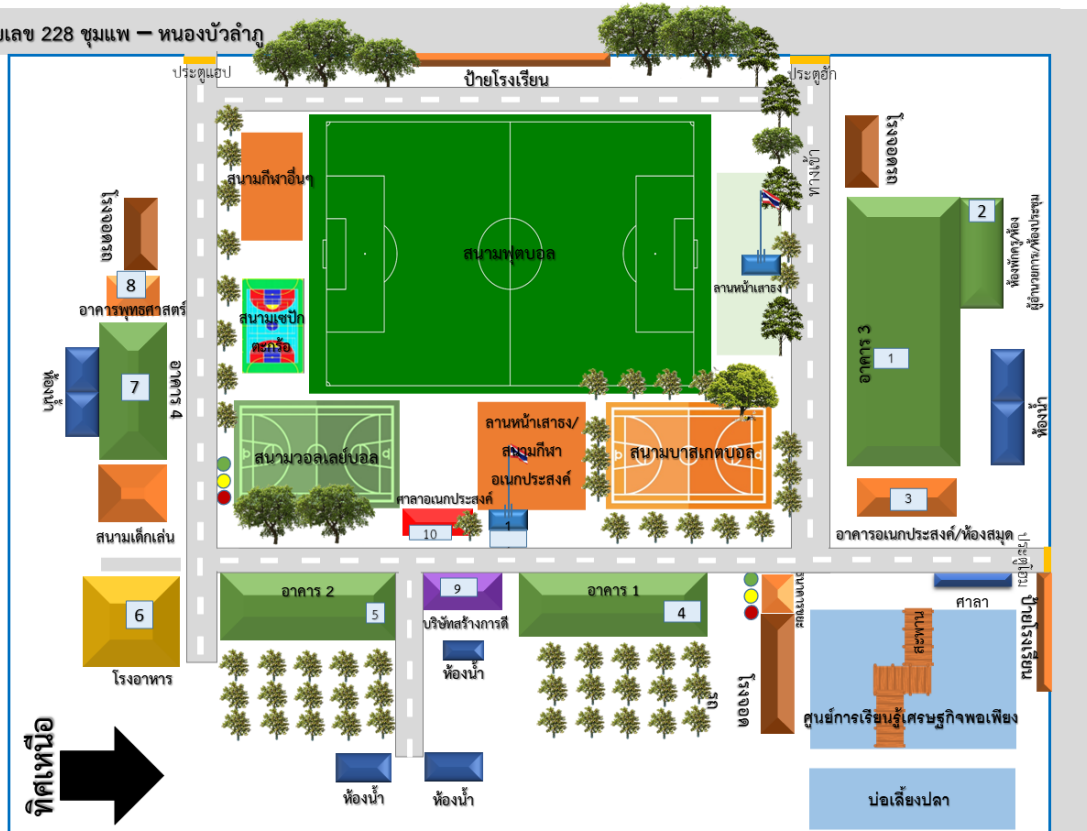 เลข 228 ชุมแพ – หนองบัวลำภู
ประตูแฮป
ป้ายโรงเรียน
ประตูฮัก
ทางเข้า
โรงจอดรถ
สนามกีฬาอื่นๆ
สนามฟุตบอล
ลานหน้าเสาธง
2
ห้องพักครู/ห้อง
ผู้อำนวยการ/ห้องประชุม
อาคาร 3
1
ห้องน้ำ
3
อาคารอเนกประสงค์/ห้องสมุด
โรงจอดรถ
8
อาคารพุทธศาสตร์
สนามเซปัก
ตะกร้อ
7
อาคาร 4
ห้องน้ำ
สนามเด็กเล่น
สนามวอลเลย์บอล
ลานหน้าเสาธง/
สนามกีฬา
อเนกประสงค์
สนามบาสเกตบอล
ศาลาอเนกประสงค์
10
1
6
โรงอาหาร
อาคาร 2
5
9
บริษัทสร้างการดี
ห้องน้ำ
อาคาร 1
4
ธนาคารขยะ
โรงจอด
รถ
ศาลา
ป้ายโรงเรียน
สะพาน
ศูนย์การเรียนรู้เศรษฐกิจพอเพียง
บ่อเลี้ยงปลา
ห้องน้ำ
ห้องน้ำ
ทิศเหนือ